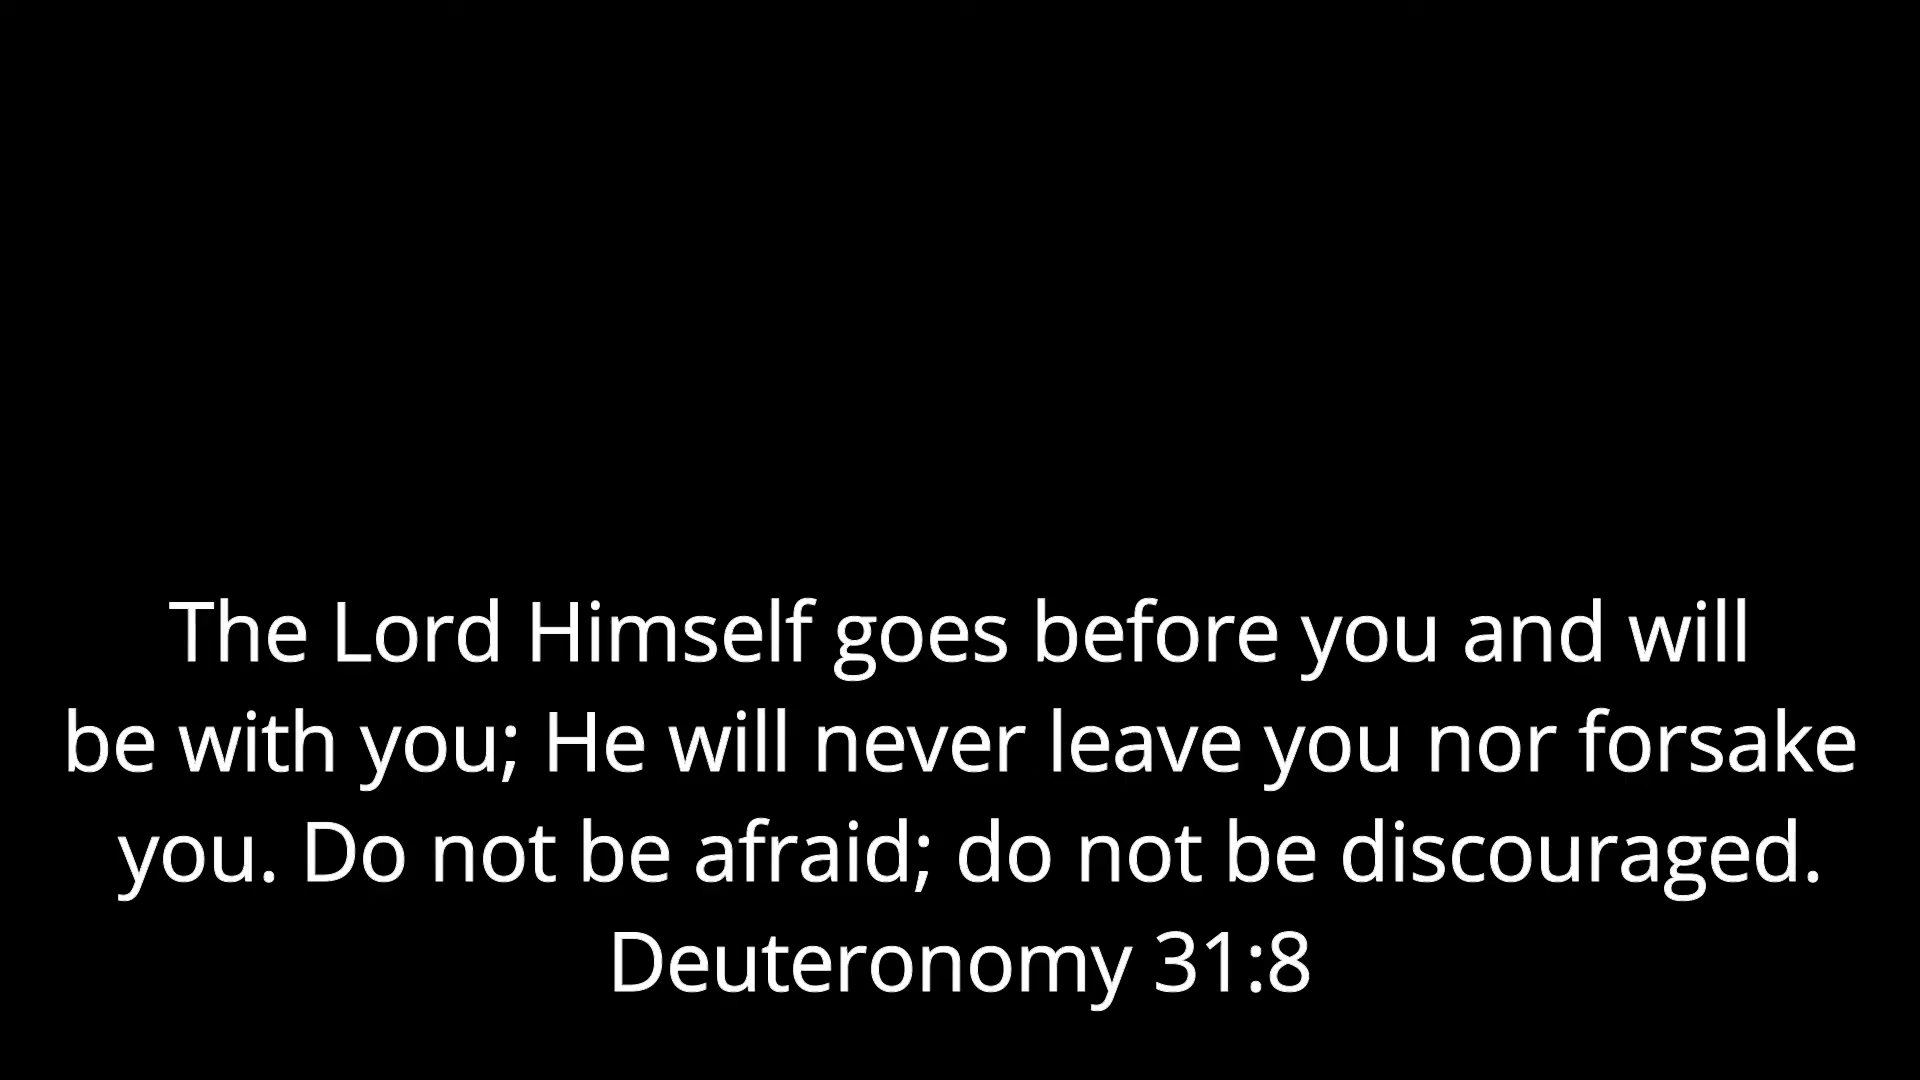 The Lord Himself goes before you and will
be with you; He will never leave you nor forsake
you. Do not be afraid; do not be discouraged.
Deuteronomy 31:8